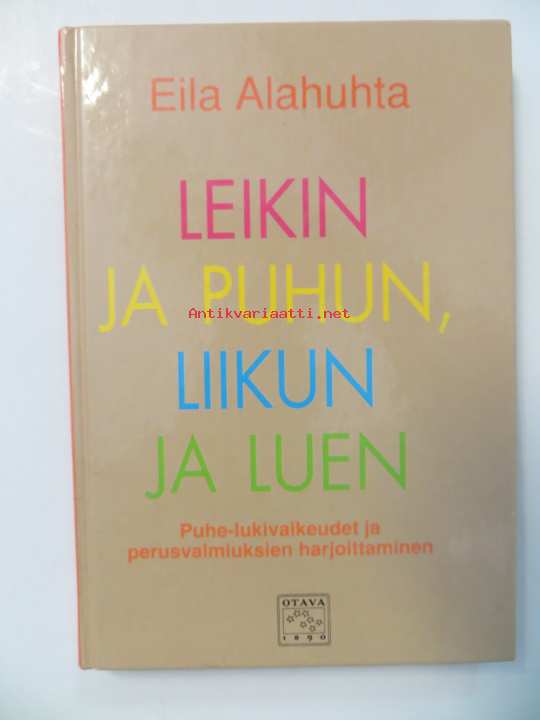 Eila Alahuhta
LEIKIN
JA PUHUN,
Antikvariaatti.net
LIIKUN
JA LUEN
Puhe-lukivaikeudet ja
perusvalmiuksien harjoittaminen
OTAVA
1890